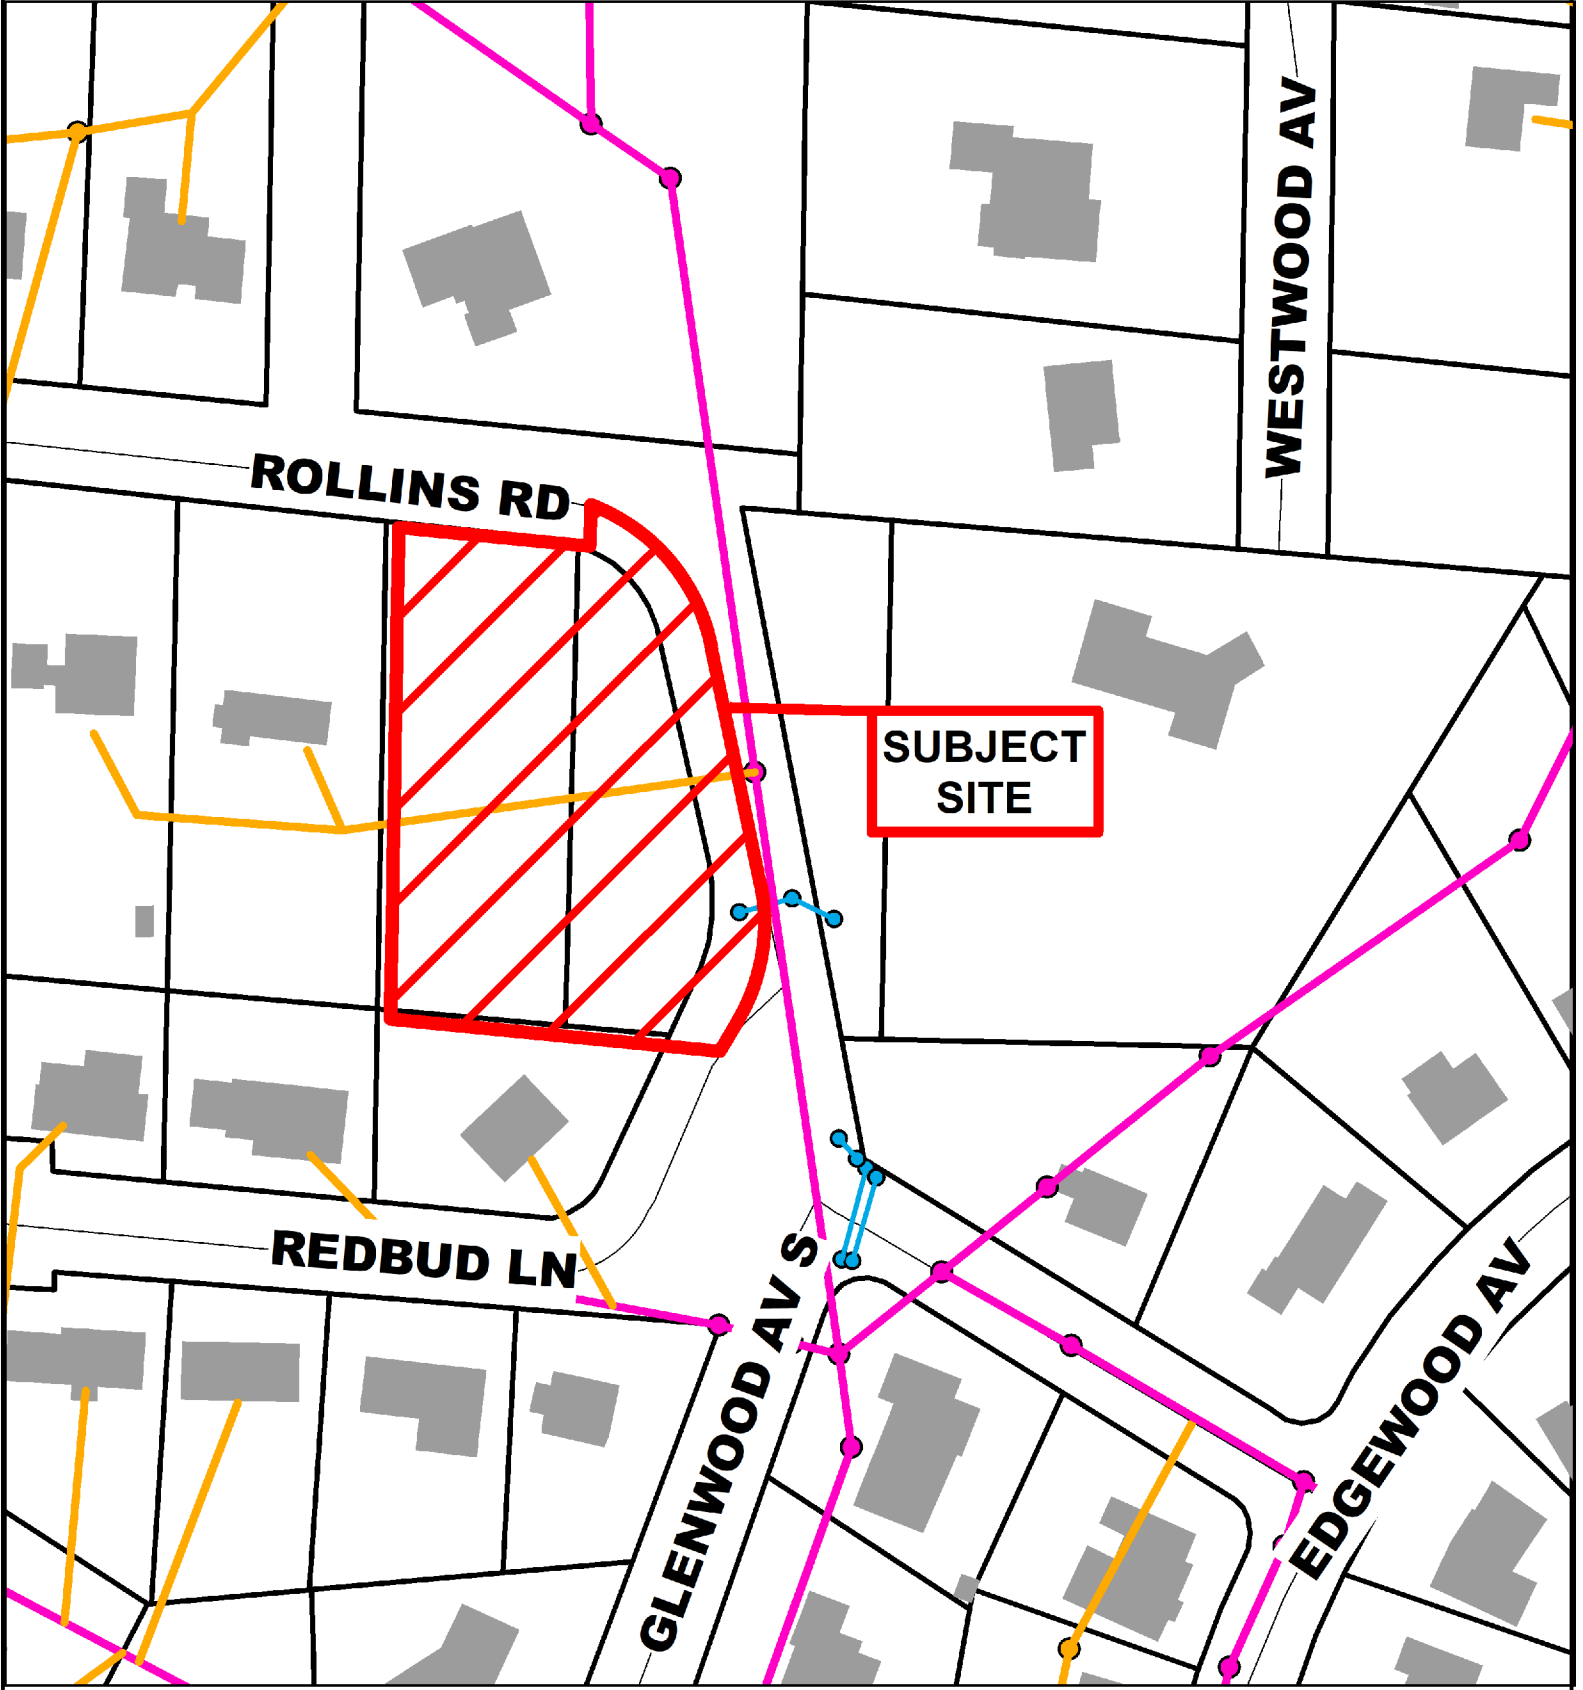 WESTWOOD AV
ROLLINS RD
SUBJECT
SITE
REDBUD LN
GLENWOOD AV S
EDGEWOOD AV